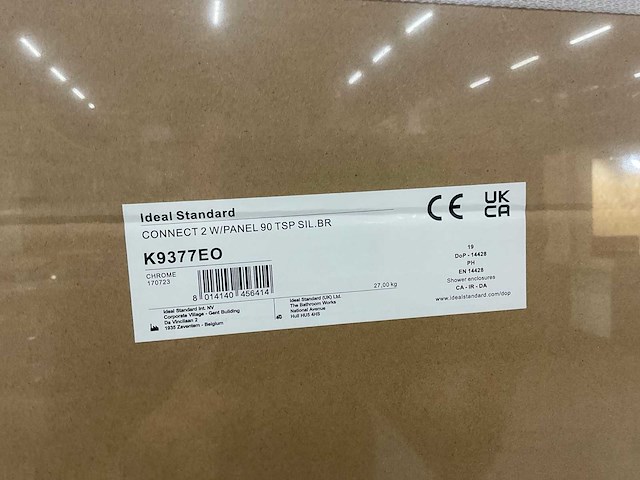 Ideal Standard
CONNECT 2 W/PANEL 90 TSP SIL.BR
K9377EO
CHROME
170723
8 014140 456414
27,00 kg
Ideal Standard Int. NV
Corporate Village - Gent Building
Da Vincilaan 2
1935 Zaventem - Belgium
Ideal Standard (UK) Ltd.
The Bathroom Works
National Avenue
Hull HU5 4HS
CE
UK
CA
19
DoP - 14428
PH
EN 14428
Shower enclosures
CA - IR - DA
www.idealstandard.com/dop